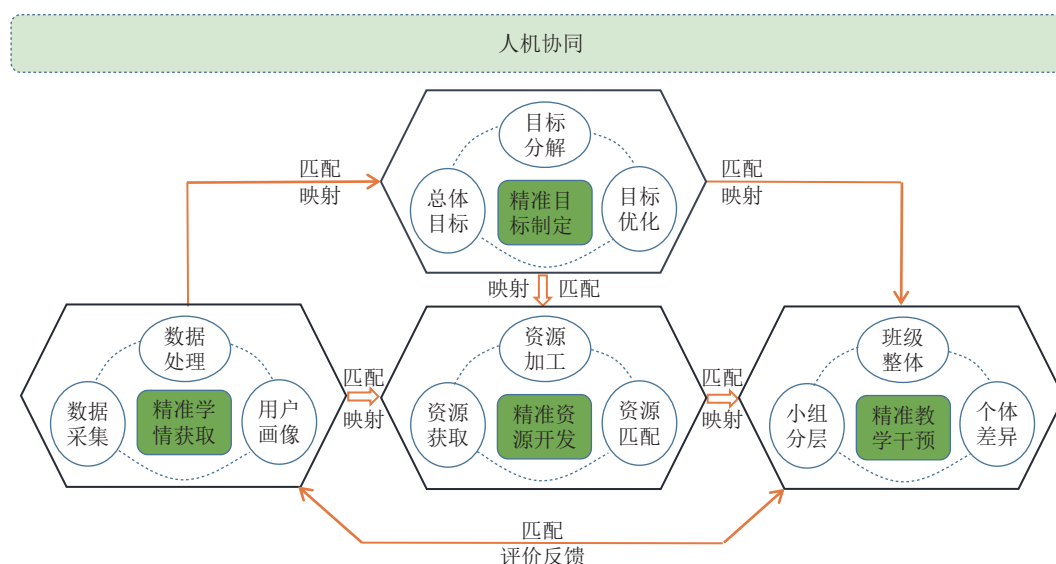 人机协同
目标
分解
匹配
映射
匹配
映射
总体
目标
精准目
标制定
目标
优化
映射
匹配
数据
处理
数据
采集
精准学
情获取
用户
画像
匹配
映射
资源
加工
资源
获取
精准资
源开发
资源
匹配
匹配
映射
班级
整体
小组
分层
精准教
学干预
个体
差异
匹配
评价反馈